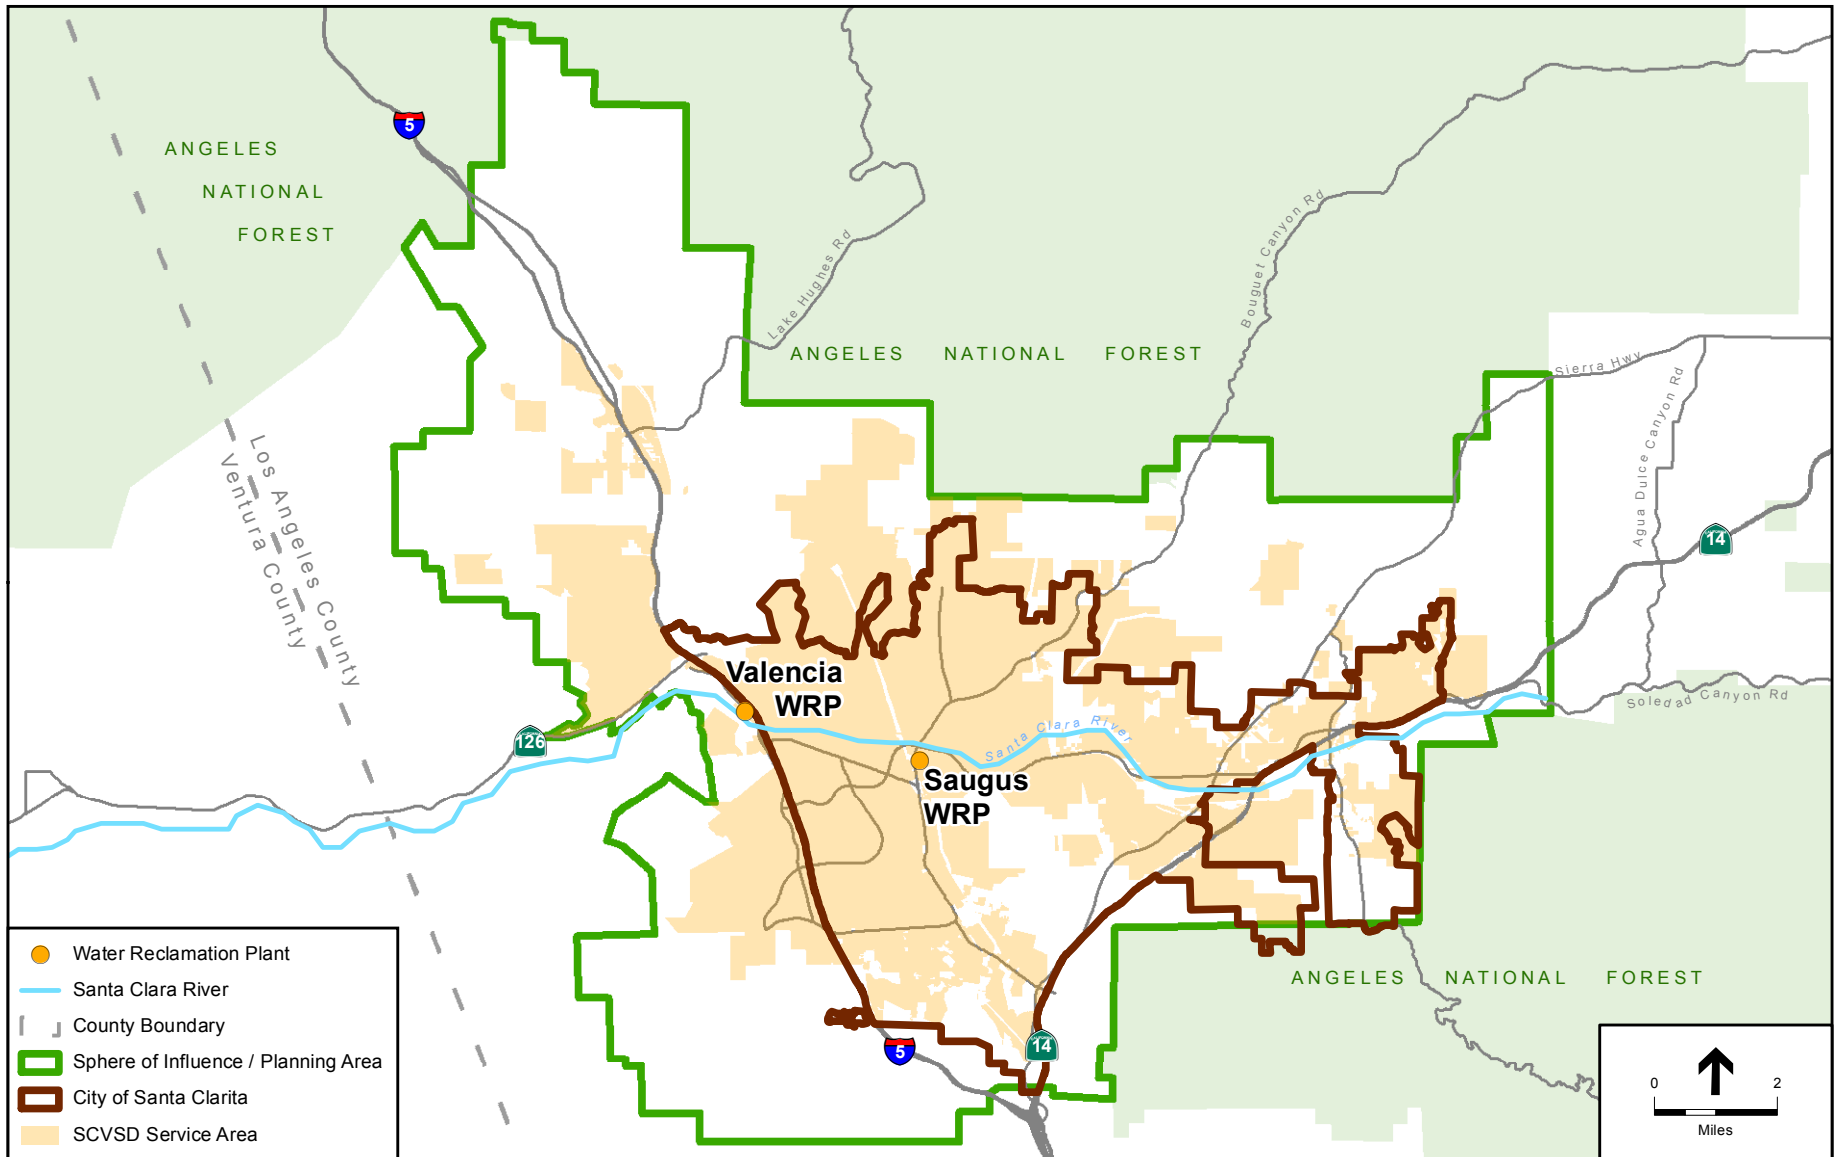 5
ANGELES
NATIONAL
FOREST
Lake Hughes Rd
Bouquet Canyon Rd
ANGELES NATIONAL FOREST
Sierra Hwy
Agua Dulce Canyon Rd
14
Los Angeles County
Ventura County
Valencia
WRP
Soledad Canyon Rd
126
Santa Clara River
Saugus
WRP
Water Reclamation Plant
Santa Clara River
County Boundary
Sphere of Influence / Planning Area
City of Santa Clarita
SCVSD Service Area
5
14
ANGELES NATIONAL FOREST
0 2
Miles